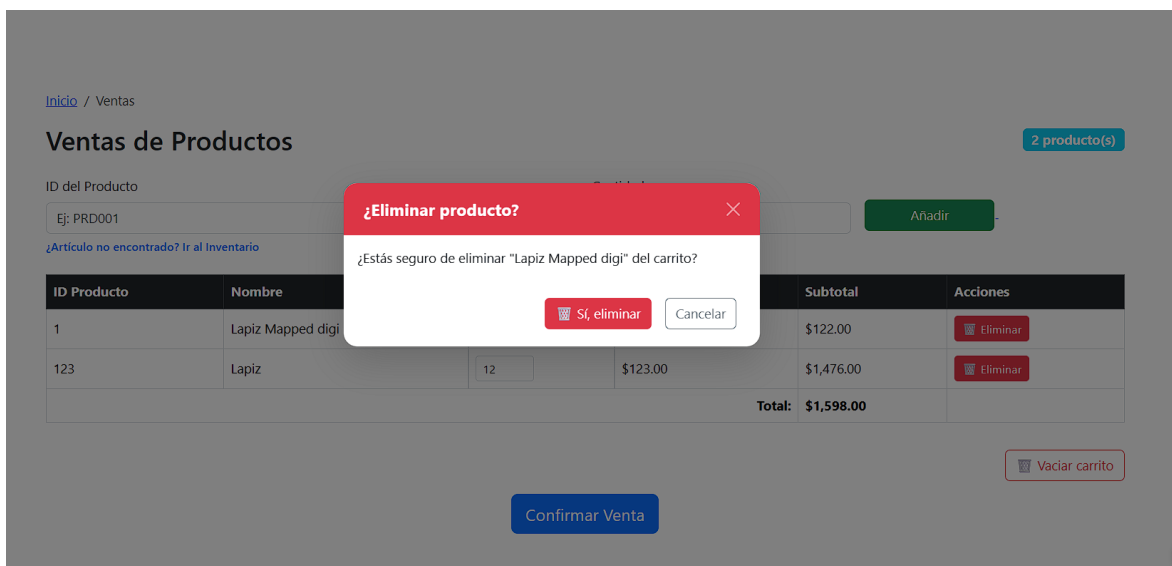 Inicio / Ventas
Ventas de Productos
2 producto(s)
ID del Producto
Ej: PRD001
Añadir
¿Artículo no encontrado? Ir al Inventario
¿Eliminar producto?
¿Estás seguro de eliminar "Lapiz Mapped digi" del carrito?
Sí, eliminar Cancelar
ID Producto Nombre Subtotal Acciones
1 Lapiz Mapped digi $122.00 Eliminar
123 Lapiz 12 $123.00 $1,476.00 Eliminar
Total: $1,598.00
Vaciar carrito
Confirmar Venta